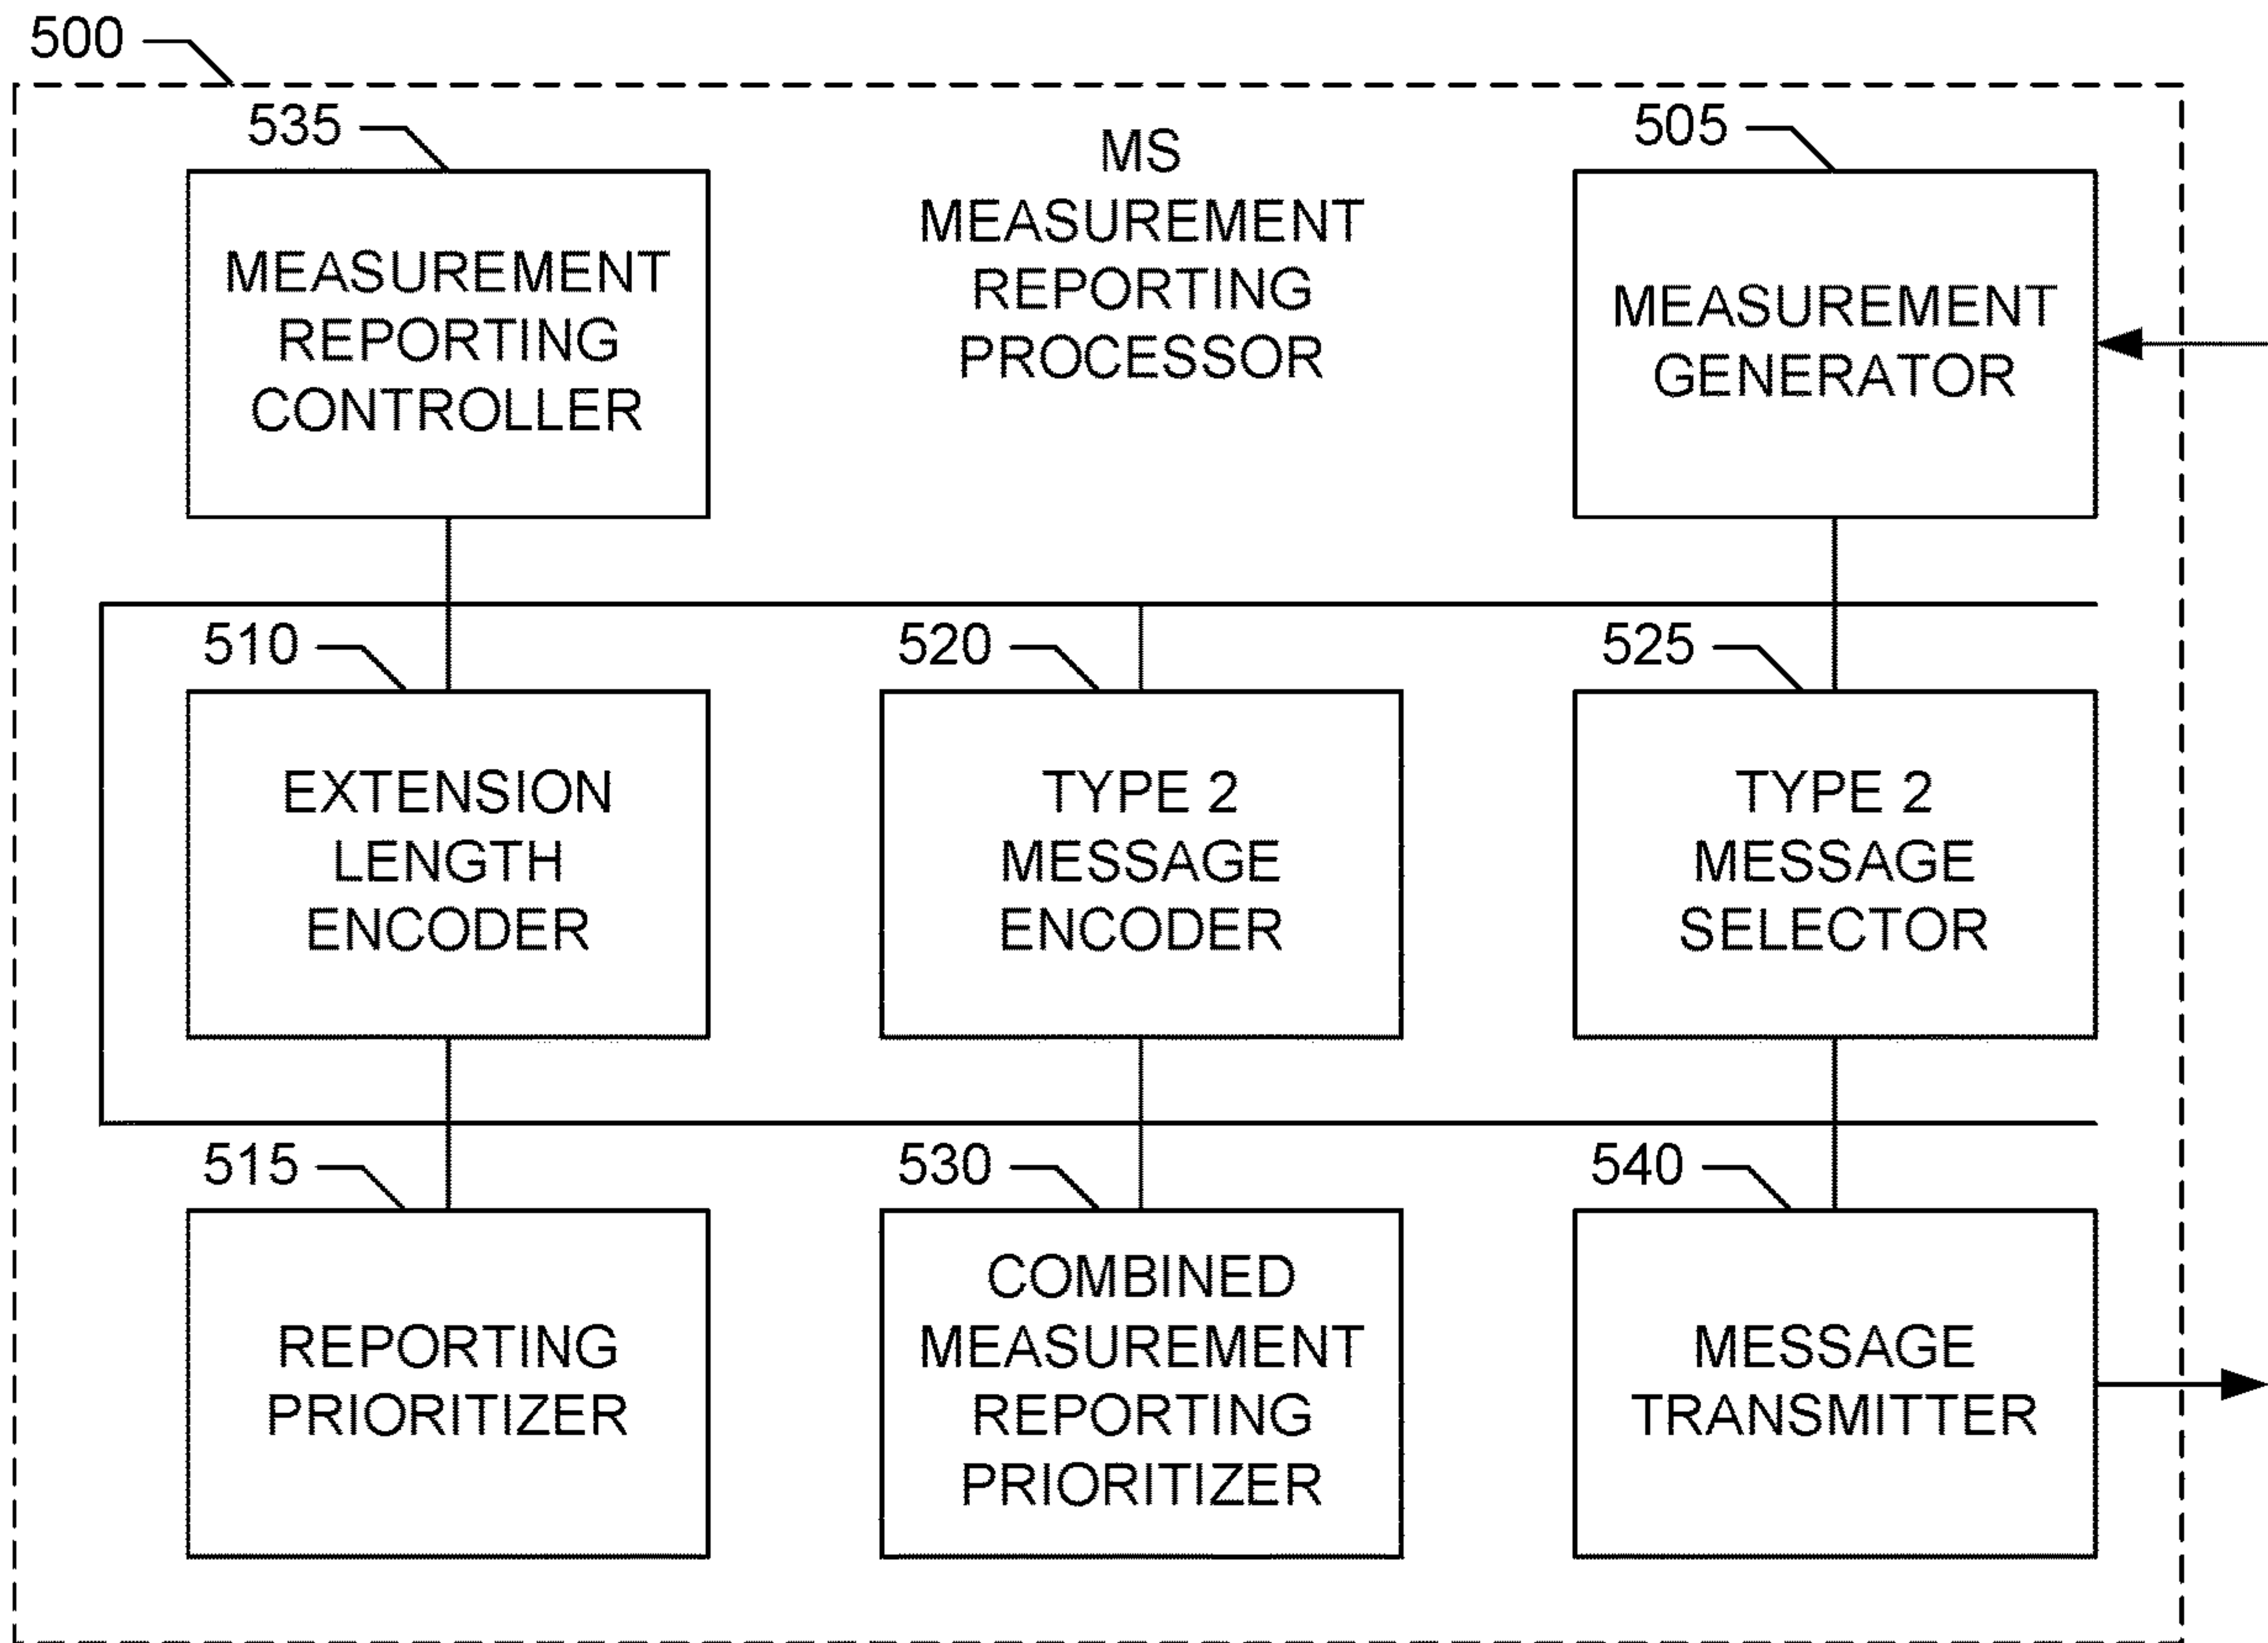 500
535
MEASUREMENT
REPORTING
CONTROLLER
MS
MEASUREMENT
REPORTING
PROCESSOR
505
MEASUREMENT
GENERATOR
510
EXTENSION
LENGTH
ENCODER
520
TYPE 2
MESSAGE
ENCODER
525
TYPE 2
MESSAGE
SELECTOR
515
REPORTING
PRIORITIZER
530
COMBINED
MEASUREMENT
REPORTING
PRIORITIZER
540
MESSAGE
TRANSMITTER